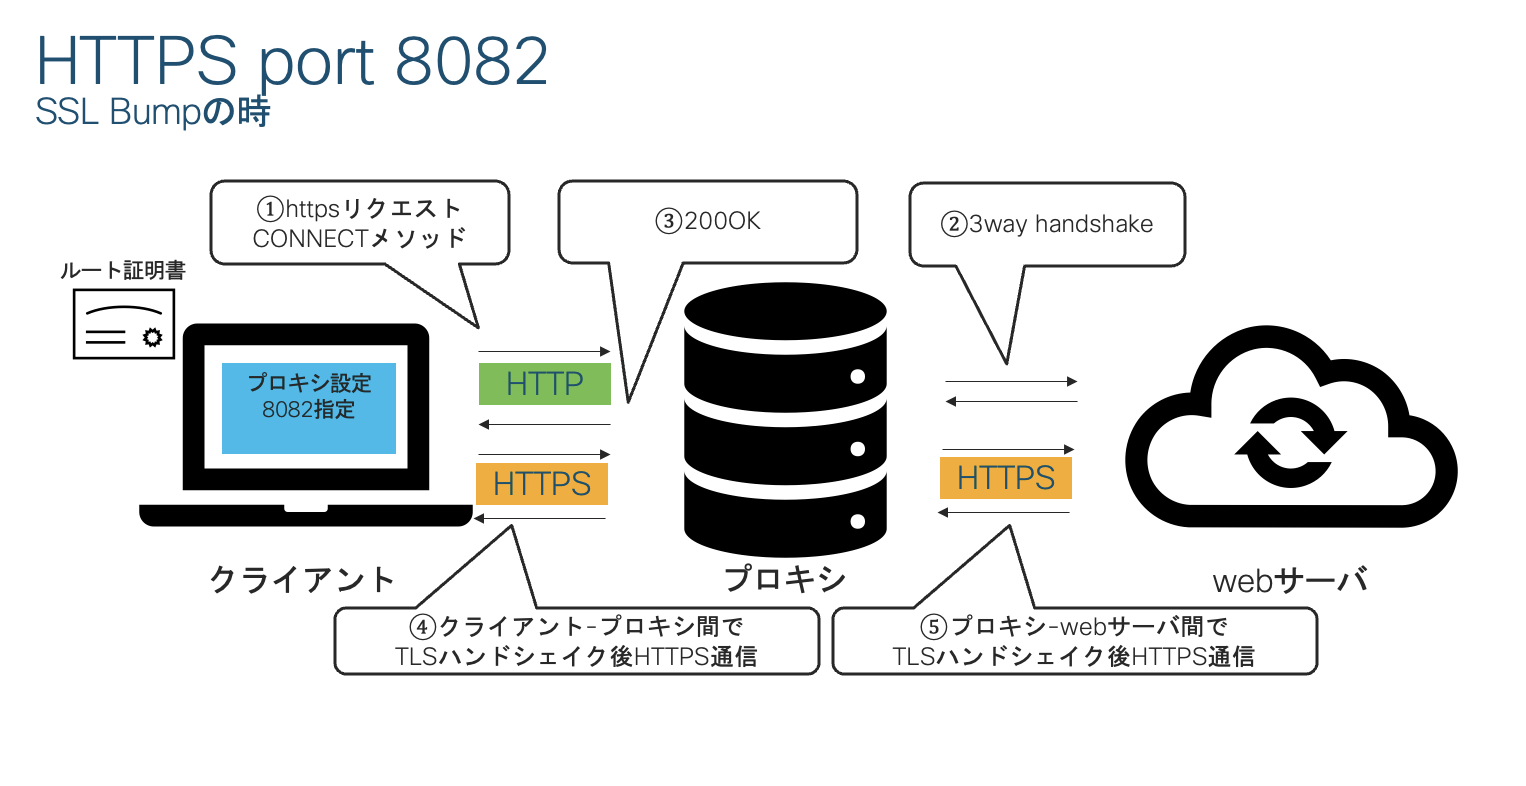 HTTPS port 8082
SSL Bumpの時
①httpsリクエスト
CONNECTメソッド
③200OK
②3way handshake
ルート証明書
プロキシ設定
8082指定
HTTP
HTTPS
HTTPS
クライアント
プロキシ
webサーバ
④クライアント-プロキシ間で
TLSハンドシェイク後HTTPS通信
⑤プロキシ-webサーバ間で
TLSハンドシェイク後HTTPS通信